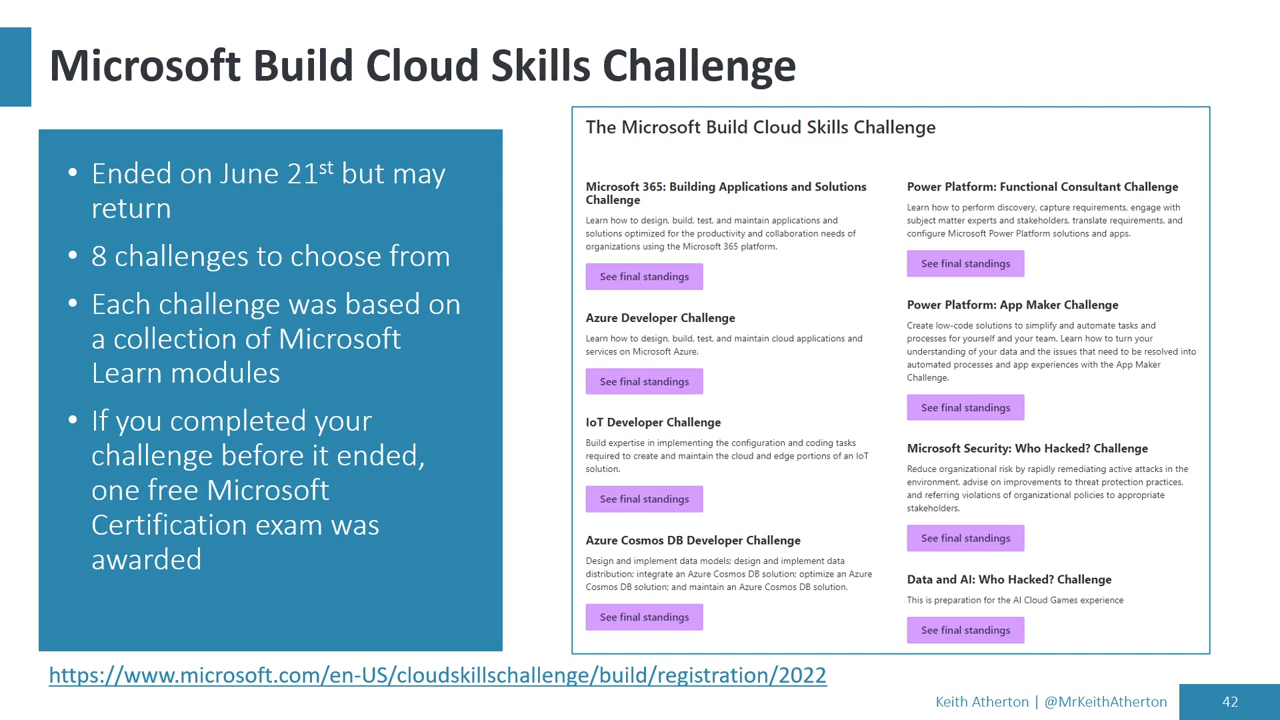 Microsoft Build Cloud Skills Challenge
• Ended on June 21st but may
return
• 8 challenges to choose from
• Each challenge was based on
a collection of Microsoft
Learn modules
• If you completed your
challenge before it ended,
one free Microsoft
Certification exam was
awarded
The Microsoft Build Cloud Skills Challenge
Microsoft 365: Building Applications and Solutions
Challenge
Learn how to design, build, test, and maintain applications and
solutions optimized for the productivity and collaboration needs of
organizations using the Microsoft 365 platform.
See final standings
Azure Developer Challenge
Learn how to design, build, test, and maintain cloud applications and
services on Microsoft Azure.
See final standings
IoT Developer Challenge
Build expertise in implementing the configuration and coding tasks
required to create and maintain the cloud and edge portions of an IoT
solution.
See final standings
Azure Cosmos DB Developer Challenge
Design and implement data models; design and implement data
distribution; integrate an Azure Cosmos DB solution; optimize an Azure
Cosmos DB solution; and maintain an Azure Cosmos DB solution.
See final standings
Power Platform: Functional Consultant Challenge
Learn how to perform discovery, capture requirements, engage with
subject matter experts and stakeholders, translate requirements, and
configure Microsoft Power Platform solutions and apps.
See final standings
Power Platform: App Maker Challenge
Create low-code solutions to simplify and automate tasks and
processes for yourself and your team. Learn how to turn your
understanding of your data and the issues that need to be resolved into
automated processes and app experiences with the App Maker
Challenge.
See final standings
Microsoft Security: Who Hacked? Challenge
Reduce organizational risk by rapidly remediating active attacks in the
environment, advise on improvements to threat protection practices,
and referring violations of organizational policies to appropriate
stakeholders.
See final standings
Data and AI: Who Hacked? Challenge
This is preparation for the AI Cloud Games experience
See final standings
https://www.microsoft.com/en-US/cloudskillschallenge/build/registration/2022
Keith Atherton | @MrKeithAtherton
42